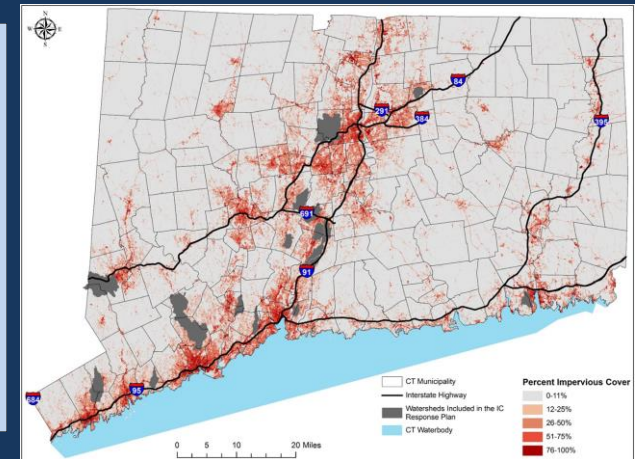 N
W
E
S
84
291
384
395
691
91
95
684
CT Municipality
Interstate Highway
Watersheds Included in the IC
Response Plan
CT Waterbody
Percent Impervious Cover
0-11%
12-25%
26-50%
51-75%
76-100%
0 5 10 20 Miles